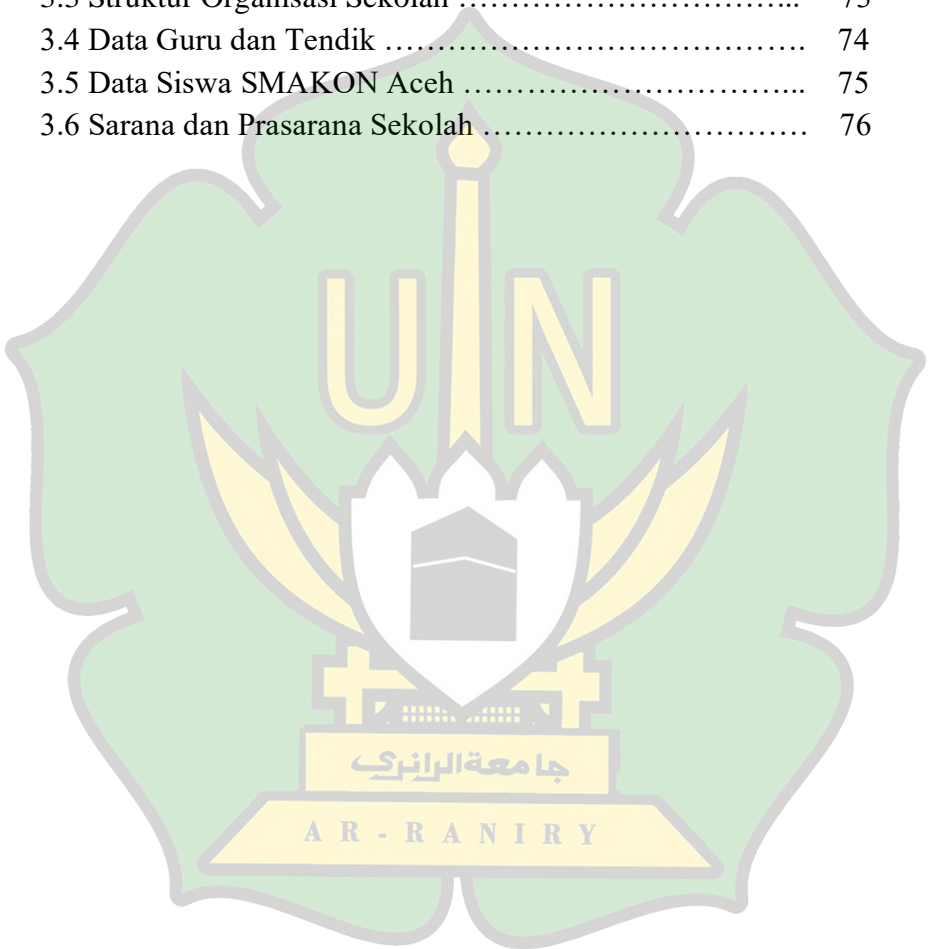 3.3 Struktur Organisasi Sekolah ………………………….. 73
3.4 Data Guru dan Tendik …………………………………. 74
3.5 Data Siswa SMAKON Aceh …………………………... 75
3.6 Sarana dan Prasarana Sekolah ………………………… 76
UIN
جامعةالرانري
AR-RANIRY